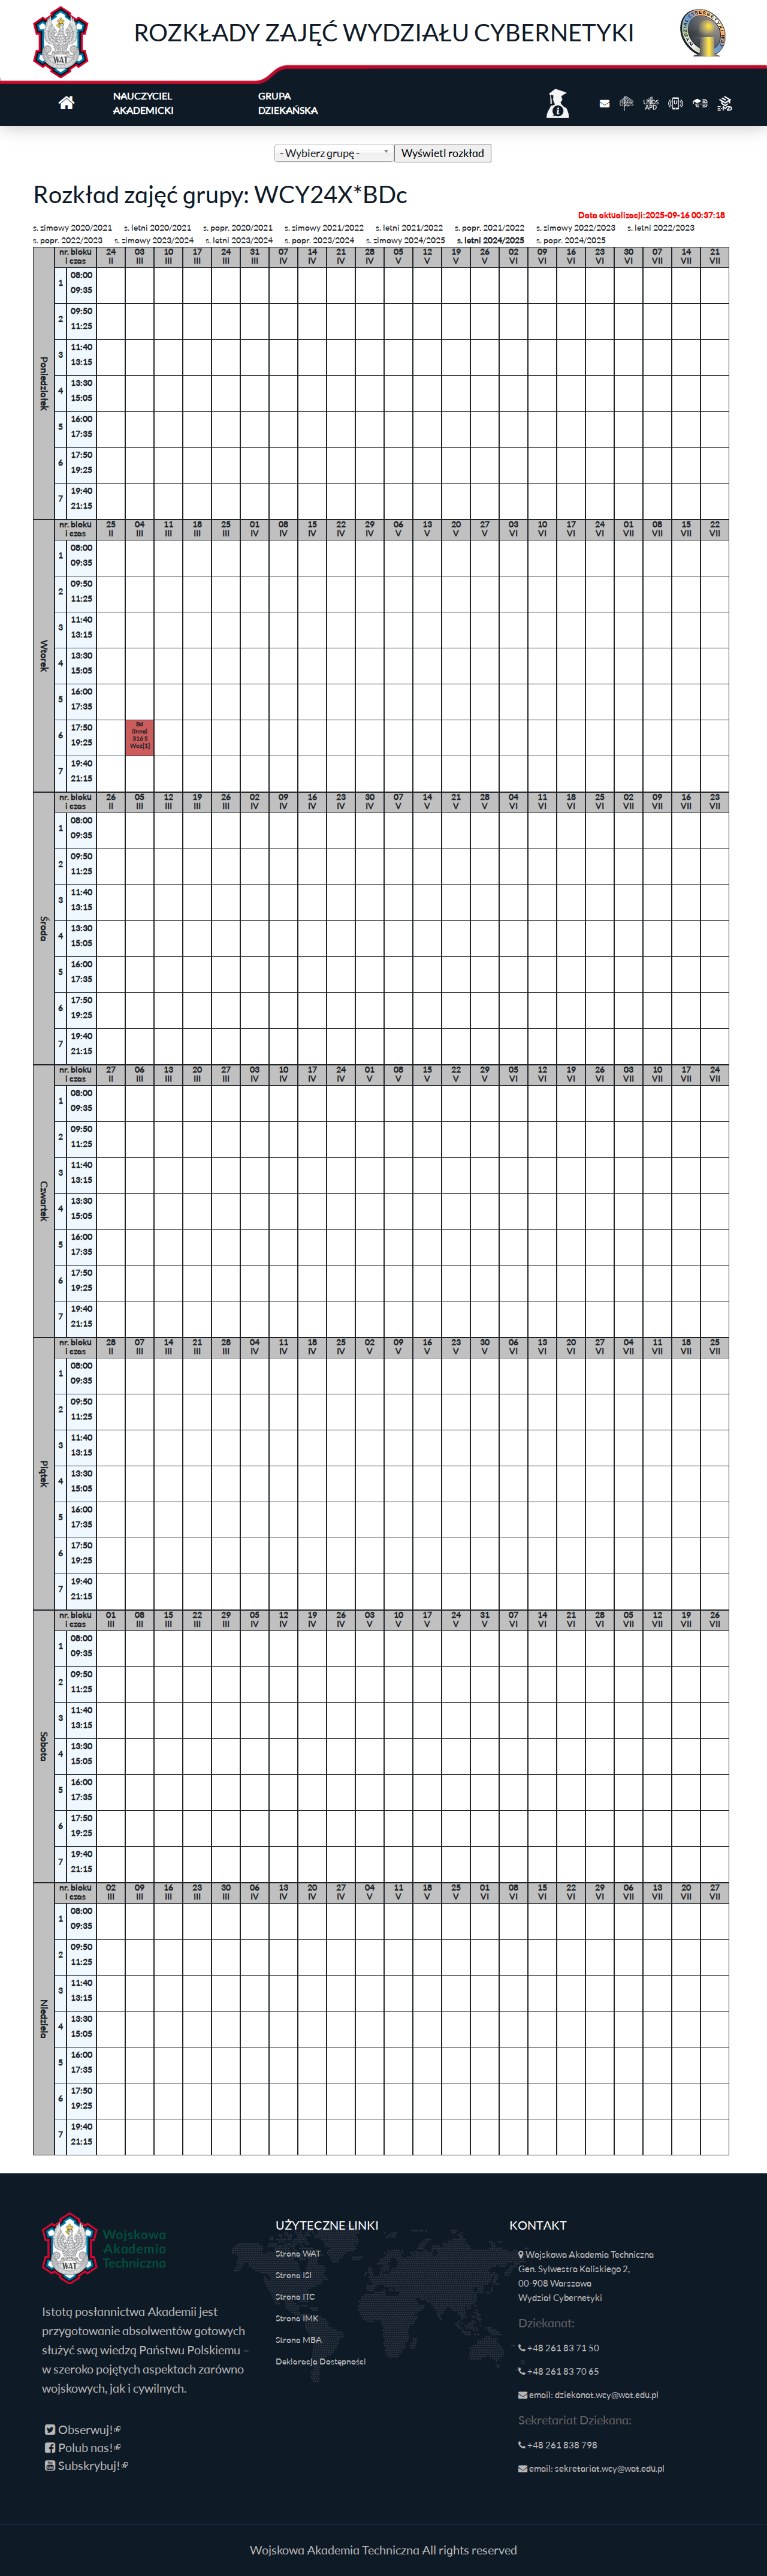 ROZKŁADY ZAJĘĆ WYDZIAŁU CYBERNETYKI
NAUCZYCIEL
AKADEMICKI
GRUPA
DZIEKAŃSKA
- Wybierz grupę -
Wyświetl rozkład
Rozkład zajęć grupy: WCY24X*BDc
Data aktualizacji:2025-09-16 00:37:18
s. zimowy 2020/2021 s. letni 2020/2021 s. popr. 2020/2021 s. zimowy 2021/2022 s. letni 2021/2022 s. popr. 2021/2022 s. zimowy 2022/2023 s. letni 2022/2023
s. popr. 2022/2023 s. zimowy 2023/2024 s. letni 2023/2024 s. popr. 2023/2024 s. zimowy 2024/2025 s. letni 2024/2025 s. popr. 2024/2025
Poniedziałek
nr. bloku 24 03 10 17 24 31 07 14 21 28 05 12 19 26 02 09 16 23 30 07 14 21
i czas II III III III III III IV IV IV IV V V V V VI VI VI VI VI VII VII VII
1 08:00 09:35
2 09:50 11:25
3 11:40 13:15
4 13:30 15:05
5 16:00 17:35
6 17:50 19:25
7 19:40 21:15
Wtorek
nr. bloku 25 04 11 18 25 01 08 15 22 29 06 13 20 27 03 10 17 24 01 08 15 22
i czas II III III III III IV IV IV IV IV V V V V VI VI VI VI VII VII VII VII
1 08:00 09:35
2 09:50 11:25
3 11:40 13:15
4 13:30 15:05
5 16:00 17:35
6 17:50 19:25
Bd
(inne)
316 S
Woz[1]
7 19:40 21:15
Środa
nr. bloku 26 05 12 19 26 02 09 16 23 30 07 14 21 28 04 11 18 25 02 09 16 23
i czas II III III III III IV IV IV IV IV V V V V VI VI VI VI VII VII VII VII
1 08:00 09:35
2 09:50 11:25
3 11:40 13:15
4 13:30 15:05
5 16:00 17:35
6 17:50 19:25
7 19:40 21:15
Czwartek
nr. bloku 27 06 13 20 27 03 10 17 24 01 08 15 22 29 05 12 19 26 03 10 17 24
i czas II III III III III IV IV IV IV V V V V V VI VI VI VI VII VII VII VII
1 08:00 09:35
2 09:50 11:25
3 11:40 13:15
4 13:30 15:05
5 16:00 17:35
6 17:50 19:25
7 19:40 21:15
Piątek
nr. bloku 28 07 14 21 28 04 11 18 25 02 09 16 23 30 06 13 20 27 04 11 18 25
i czas II III III III III IV IV IV IV V V V V V VI VI VI VI VII VII VII VII
1 08:00 09:35
2 09:50 11:25
3 11:40 13:15
4 13:30 15:05
5 16:00 17:35
6 17:50 19:25
7 19:40 21:15
Sobota
nr. bloku 01 08 15 22 29 05 12 19 26 03 10 17 24 31 07 14 21 28 05 12 19 26
i czas III III III III III IV IV IV IV V V V V V VI VI VI VI VII VII VII VII
1 08:00 09:35
2 09:50 11:25
3 11:40 13:15
4 13:30 15:05
5 16:00 17:35
6 17:50 19:25
7 19:40 21:15
Niedziela
nr. bloku 02 09 16 23 30 06 13 20 27 04 11 18 25 01 08 15 22 29 06 13 20 27
i czas III III III III III IV IV IV IV V V V V VI VI VI VI VI VII VII VII VII
1 08:00 09:35
2 09:50 11:25
3 11:40 13:15
4 13:30 15:05
5 16:00 17:35
6 17:50 19:25
7 19:40 21:15
WAT
Wojskowa
Akademia
Techniczna
Istotą posłannictwa Akademii jest
przygotowanie absolwentów gotowych
służyć swą wiedzą Państwu Polskiemu –
w szeroko pojętych aspektach zarówno
wojskowych, jak i cywilnych.
Obserwuj!
Polub nas!
Subskrybuj!
UŻYTECZNE LINKI
Strona WAT
Strona ISI
Strona ITC
Strona IMK
Strona MBA
Deklaracja Dostępności
KONTAKT
Wojskowa Akademia Techniczna
Gen. Sylwestra Kaliskiego 2,
00-908 Warszawa
Wydział Cybernetyki
Dziekanat:
+48 261 83 71 50
+48 261 83 70 65
email: dziekanat.wcy@wat.edu.pl
Sekretariat Dziekana:
+48 261 838 798
email: sekretariat.wcy@wat.edu.pl
Wojskowa Akademia Techniczna All rights reserved